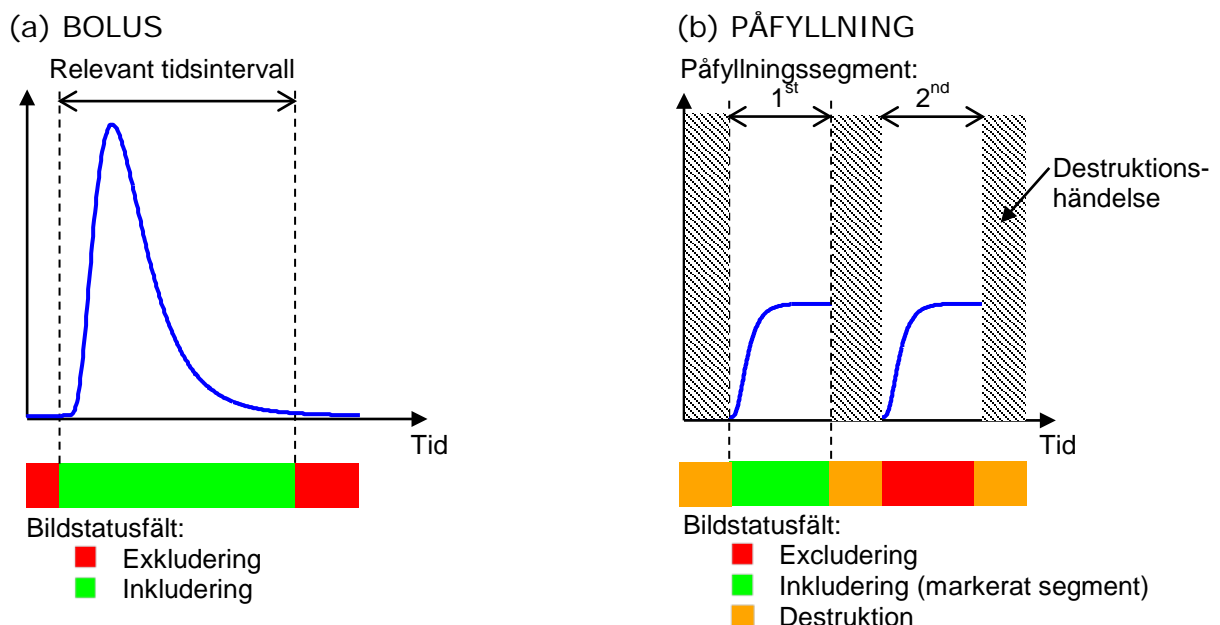 (a) BOLUS
Relevant tidsintervall
Tid
Bildstatusfält:
Exkludering
Inkludering
(b) PÅFYLLNING
Påfyllningssegment:
1st
2nd
Destruktions-
händelse
Tid
Bildstatusfält:
Excludering
Inkludering (markerat segment)
Destruktion